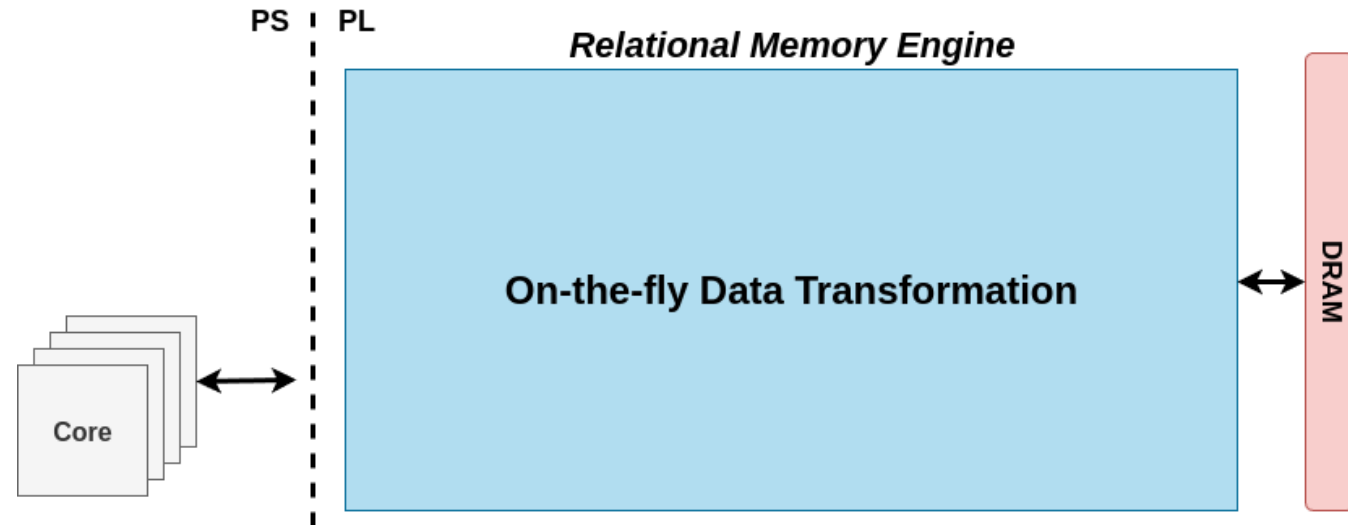 PS
PL
Relational Memory Engine
On-the-fly Data Transformation
DRAM
Core